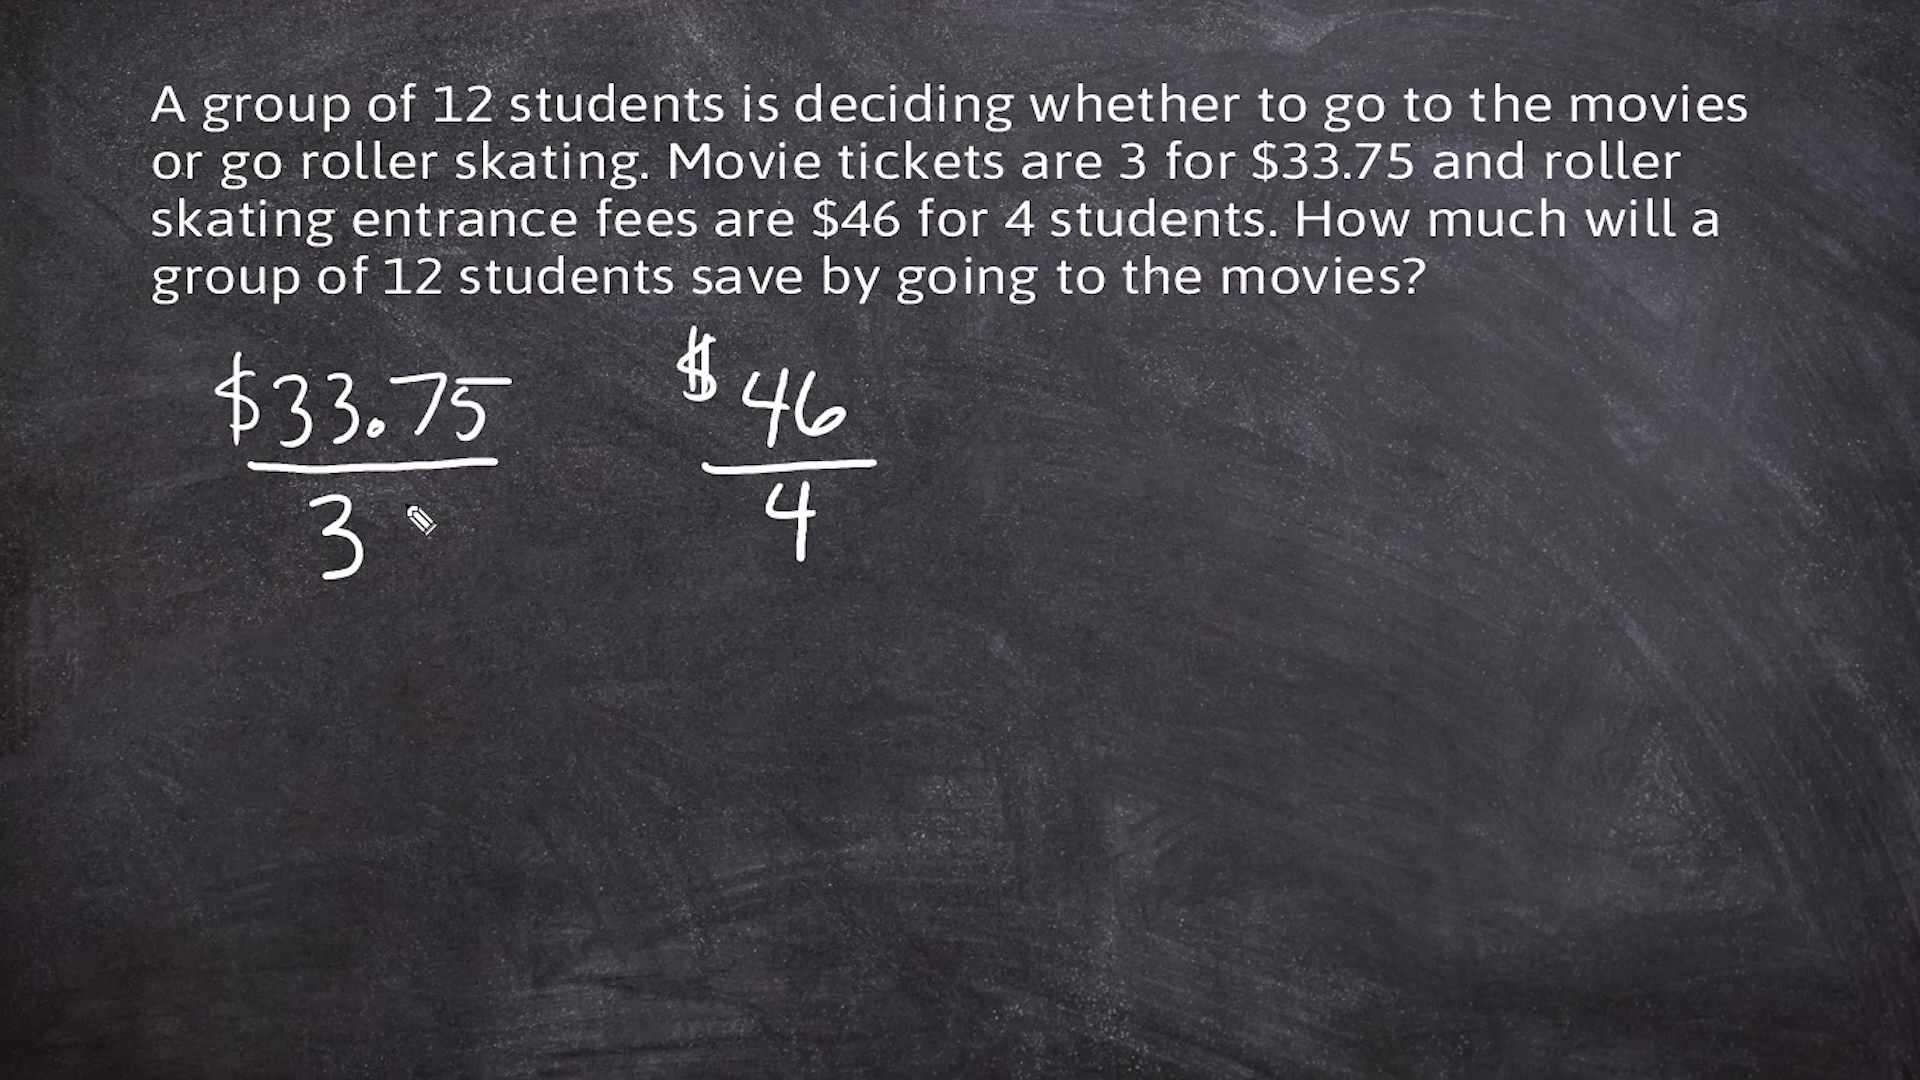 A group of 12 students is deciding whether to go to the movies
or go roller skating. Movie tickets are 3 for $33.75 and roller
skating entrance fees are $46 for 4 students. How much will a
group of 12 students save by going to the movies?
$33.75
3
$46
4